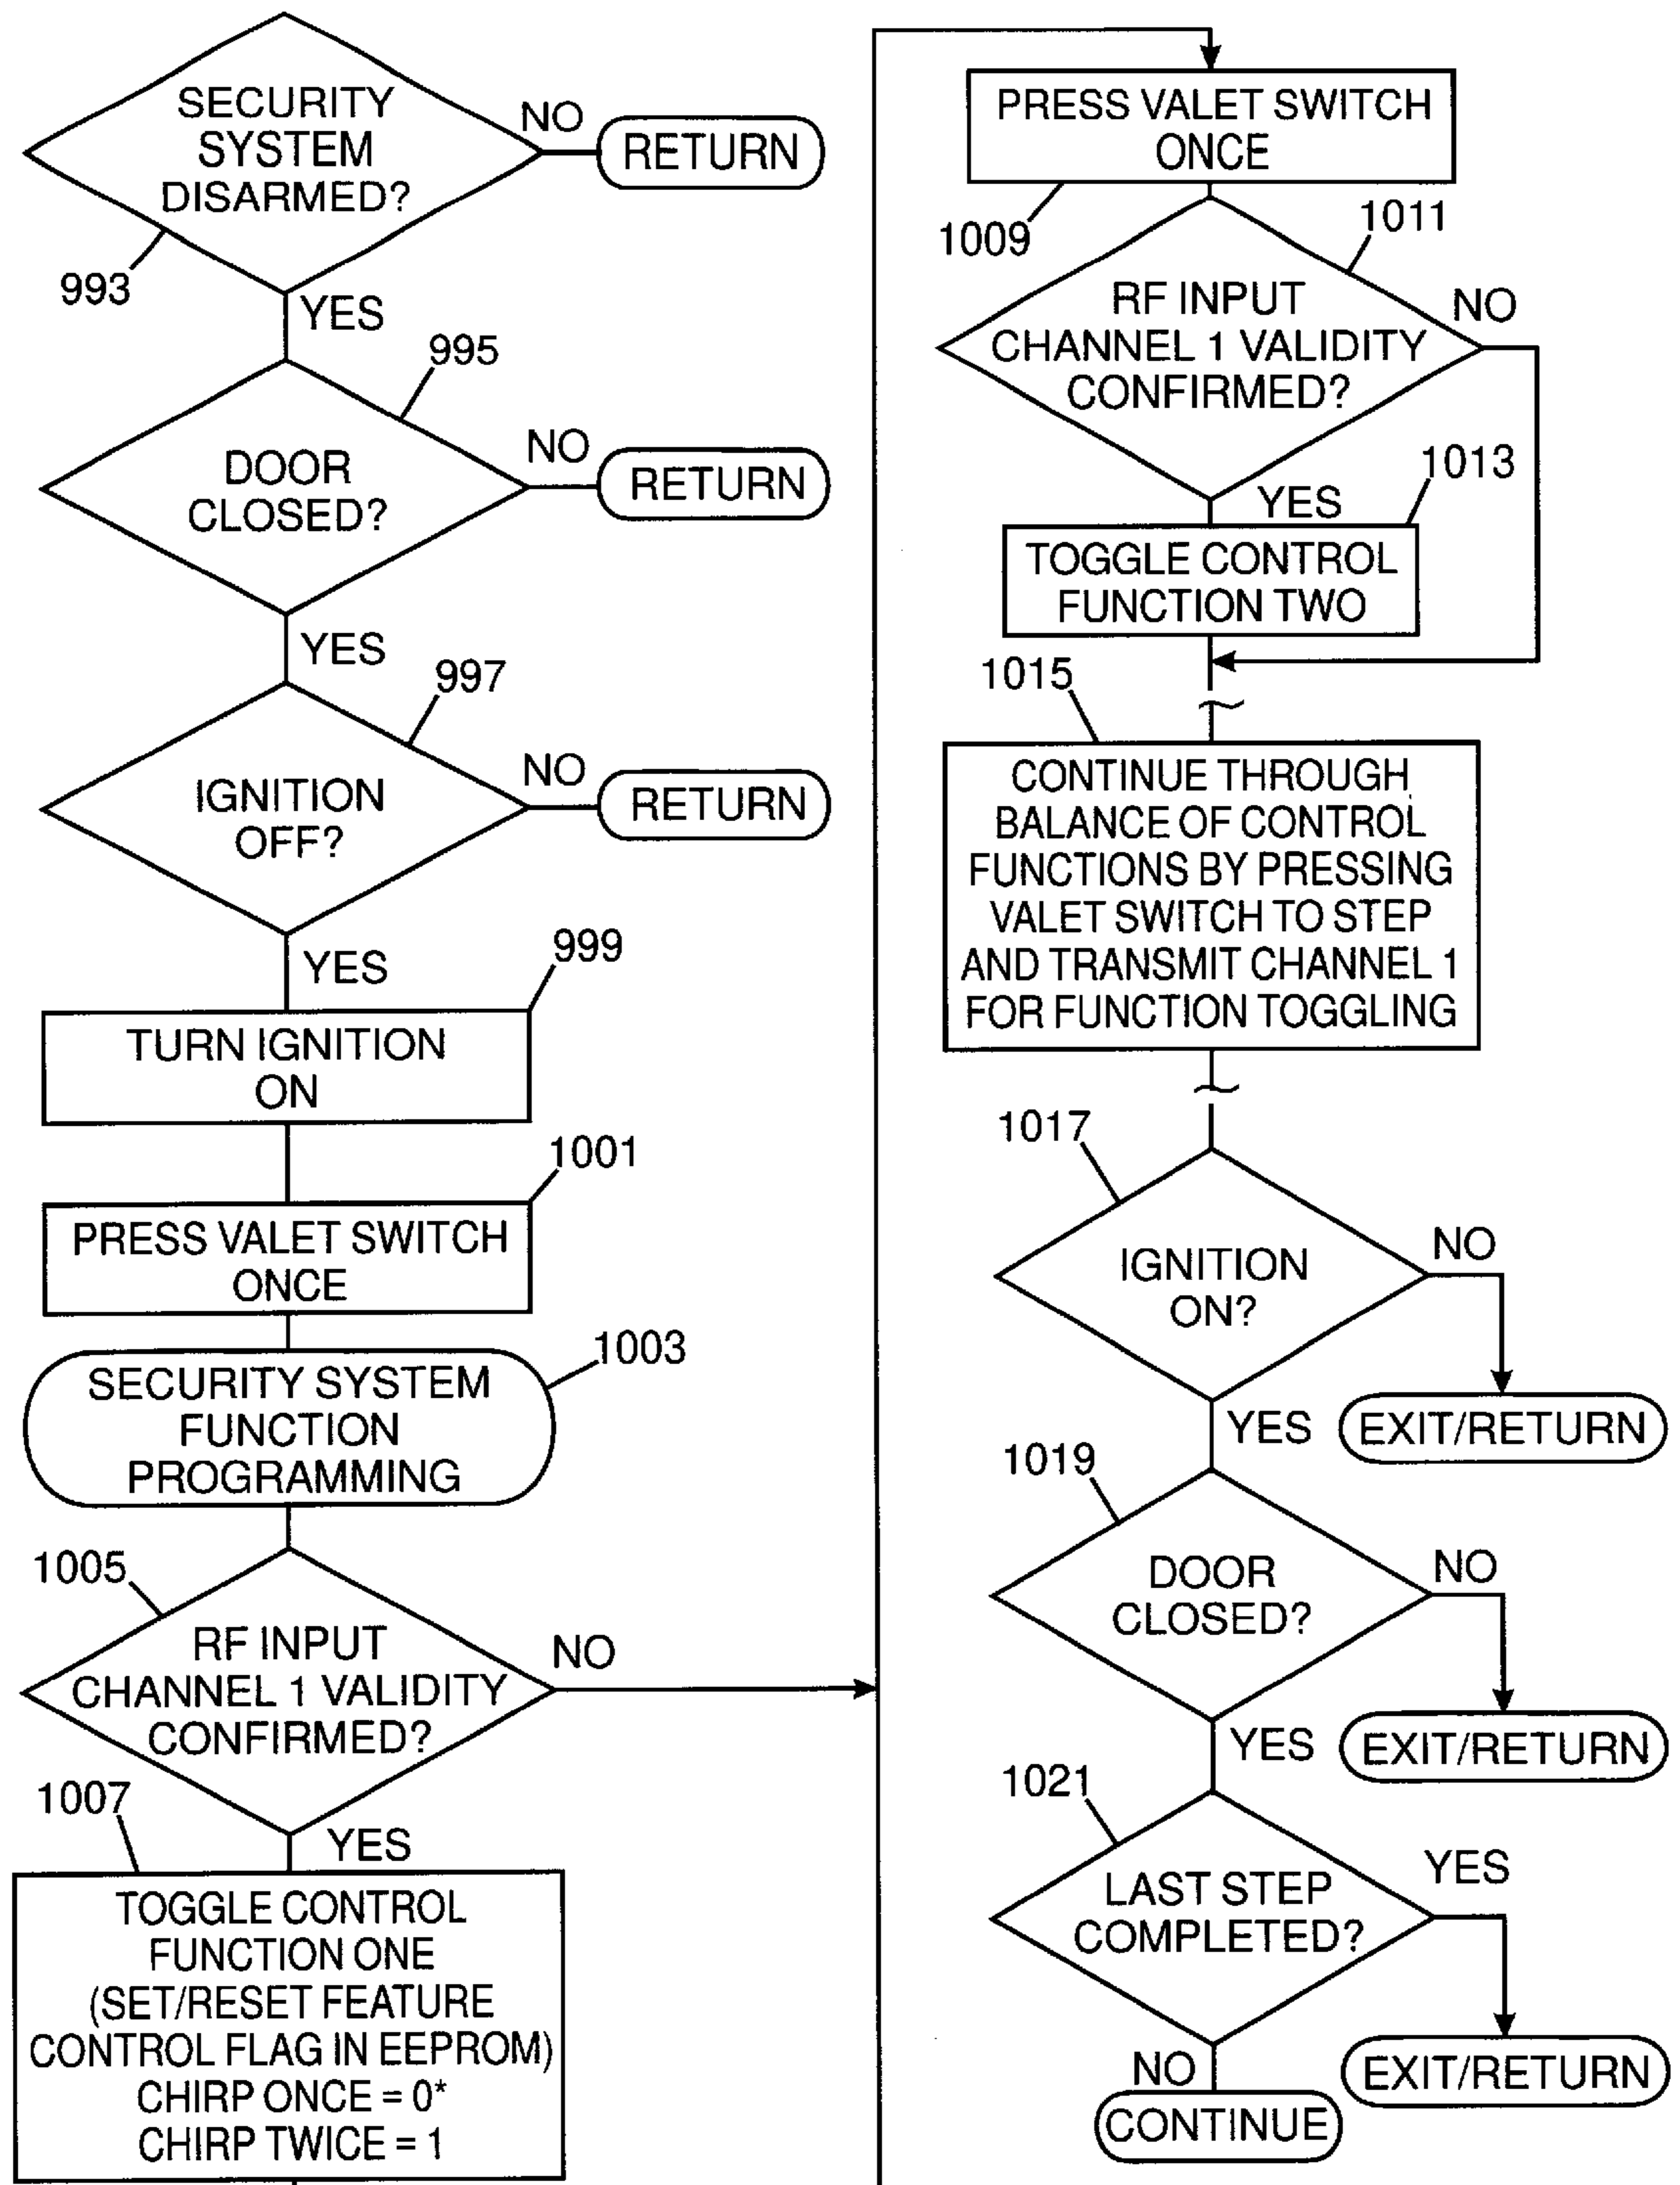 SECURITY
SYSTEM
DISARMED?
NO
RETURN
993
YES
995
DOOR
CLOSED?
NO
RETURN
YES
997
IGNITION
OFF?
NO
RETURN
YES
999
TURN IGNITION
ON
1001
PRESS VALET SWITCH
ONCE
1003
SECURITY SYSTEM
FUNCTION
PROGRAMMING
1005
RF INPUT
CHANNEL 1 VALIDITY
CONFIRMED?
NO
1007
YES
TOGGLE CONTROL
FUNCTION ONE
(SET/RESET FEATURE
CONTROL FLAG IN EEPROM)
CHIRP ONCE = 0*
CHIRP TWICE = 1
PRESS VALET SWITCH
ONCE
1009
1011
RF INPUT
CHANNEL 1 VALIDITY
CONFIRMED?
NO
YES
1013
TOGGLE CONTROL
FUNCTION TWO
1015
CONTINUE THROUGH
BALANCE OF CONTROL
FUNCTIONS BY PRESSING
VALET SWITCH TO STEP
AND TRANSMIT CHANNEL 1
FOR FUNCTION TOGGLING
1017
IGNITION
ON?
NO
YES
EXIT/RETURN
1019
DOOR
CLOSED?
NO
YES
EXIT/RETURN
1021
LAST STEP
COMPLETED?
YES
NO
EXIT/RETURN
CONTINUE